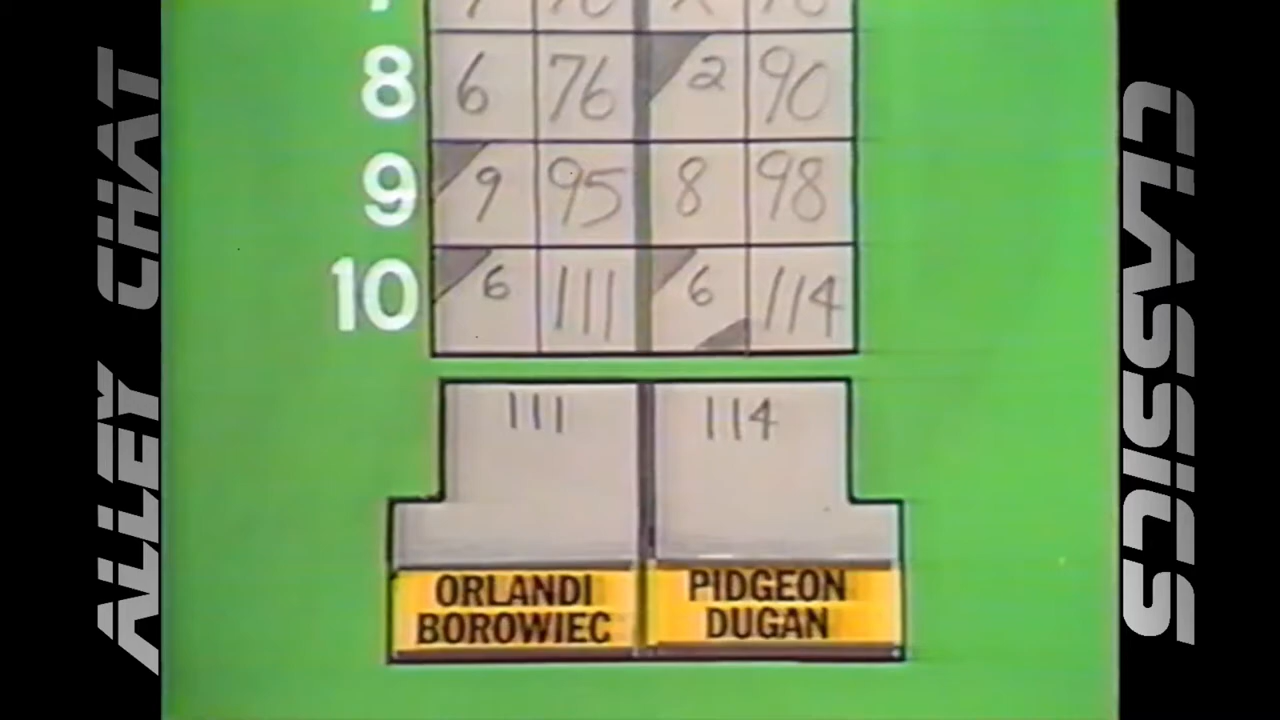 ALLEY CHAT
8 6 76 2 90
9 9 95 8 98
10 6 111 6 114
111 114
ORLANDI PIDGEON
BOROWIEC DUGAN
CLASSICS